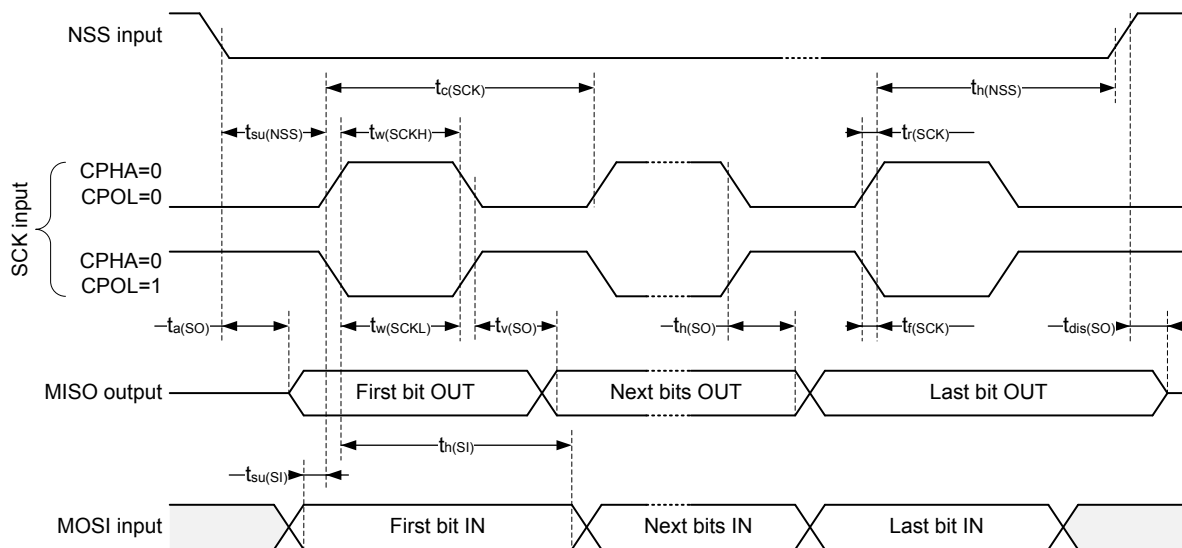 NSS input
tc(SCK)
th(NSS)
tsu(NSS)
tw(SCKH)
tr(SCK)
SCK input
CPHA=0
CPOL=0
CPHA=0
CPOL=1
ta(SO)
tw(SCKL)
tv(SO)
th(SO)
tf(SCK)
tdis(SO)
MISO output
First bit OUT
Next bits OUT
Last bit OUT
th(SI)
tsu(SI)
MOSI input
First bit IN
Next bits IN
Last bit IN